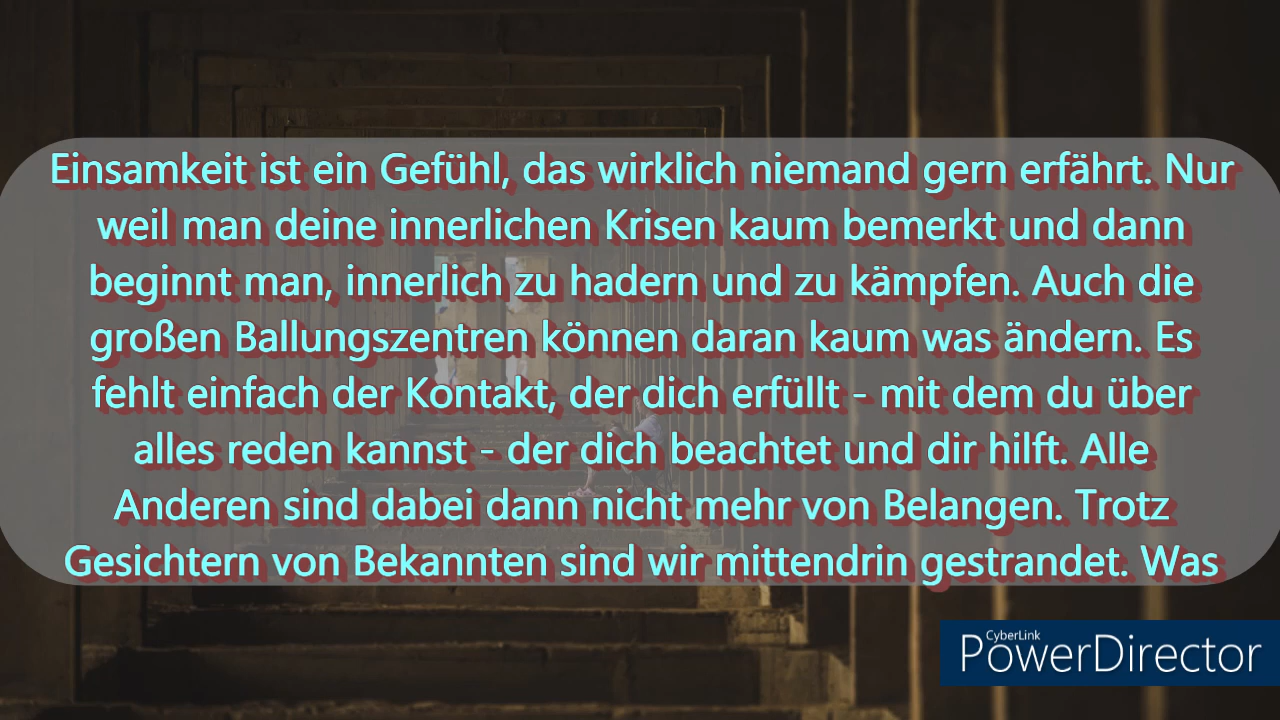 Einsamkeit ist ein Gefühl, das wirklich niemand gern erfährt. Nur
weil man deine innerlichen Krisen kaum bemerkt und dann
beginnt man, innerlich zu hadern und zu kämpfen. Auch die
großen Ballungszentren können daran kaum was ändern. Es
fehlt einfach der Kontakt, der dich erfüllt - mit dem du über
alles reden kannst - der dich beachtet und dir hilft. Alle
Anderen sind dabei dann nicht mehr von Belangen. Trotz
Gesichtern von Bekannten sind wir mittendrin gestrandet. Was
CyberLink
PowerDirector